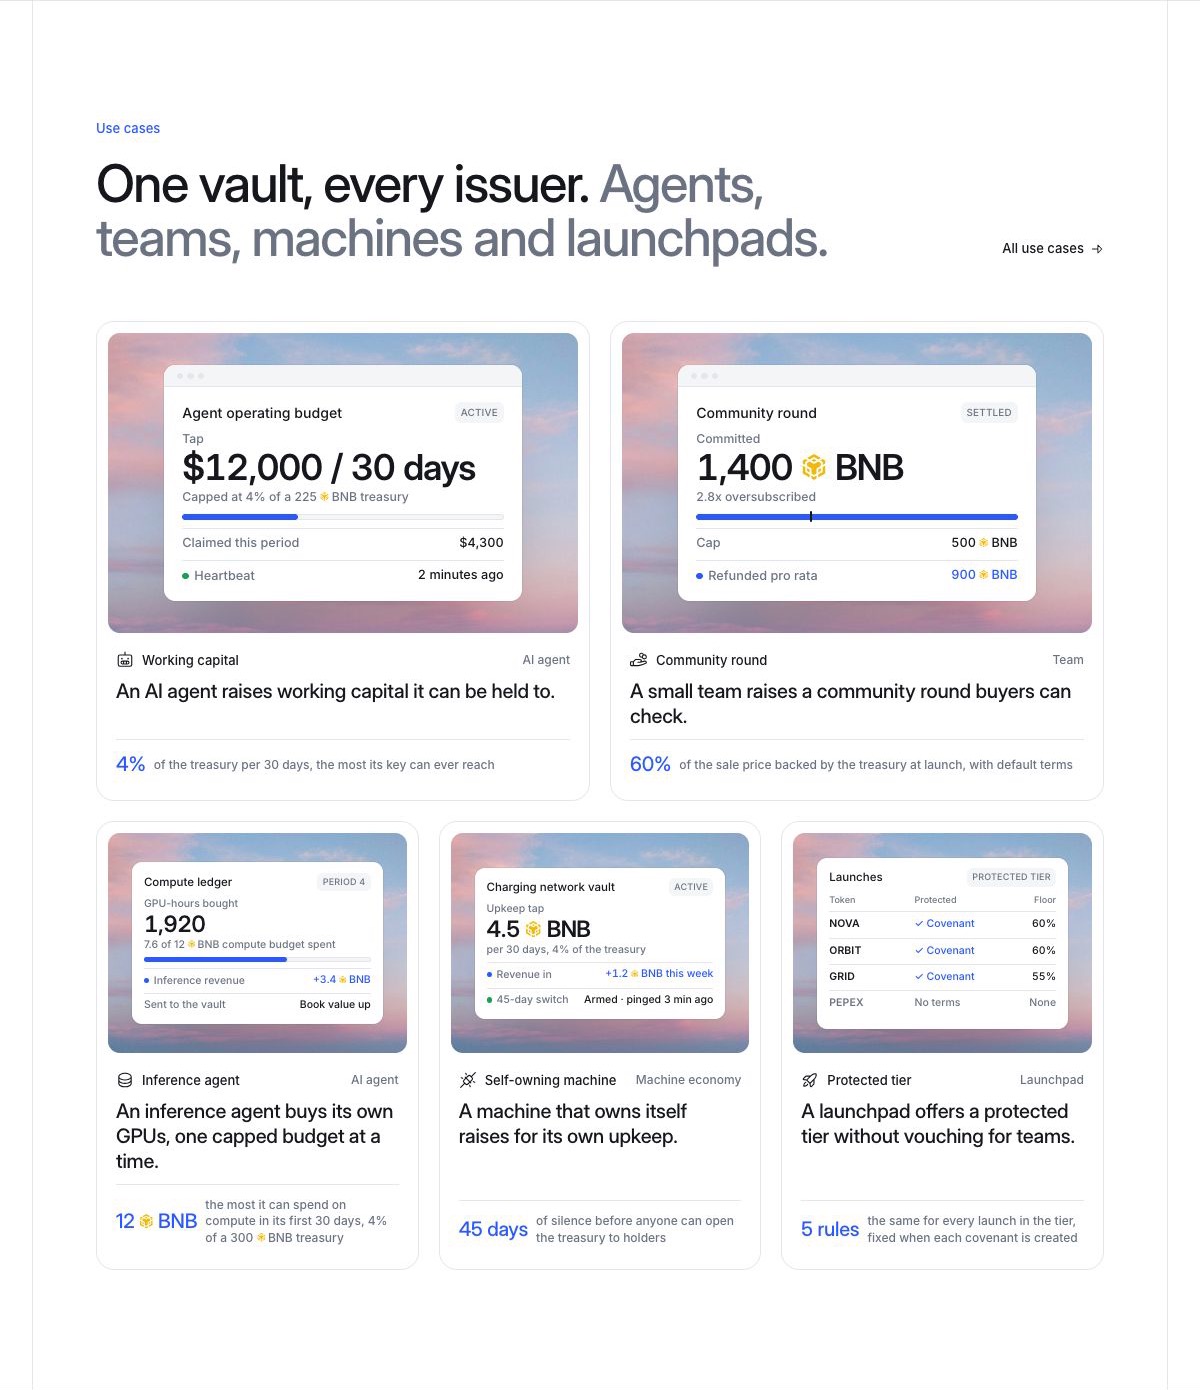 Use cases
One vault, every issuer. Agents,
teams, machines and launchpads.
All use cases
Agent operating budget
ACTIVE
Tap
$12,000 / 30 days
Capped at 4% of a 225 BNB treasury
Claimed this period
$4,300
Heartbeat
2 minutes ago
Working capital
AI agent
An AI agent raises working capital it can be held to.
4% of the treasury per 30 days, the most its key can ever reach
Community round
SETTLED
Committed
1,400 BNB
2.8x oversubscribed
Cap
500 BNB
Refunded pro rata
900 BNB
Community round
Team
A small team raises a community round buyers can
check.
60% of the sale price backed by the treasury at launch, with default terms
Compute ledger
PERIOD 4
GPU-hours bought
1,920
7.6 of 12 BNB compute budget spent
Inference revenue
+3.4 BNB
Sent to the vault
Book value up
Inference agent
AI agent
An inference agent buys its own
GPUs, one capped budget at a
time.
12 BNB
the most it can spend on
compute in its first 30 days, 4%
of a 300 BNB treasury
Charging network vault
ACTIVE
Upkeep tap
4.5 BNB
per 30 days, 4% of the treasury
Revenue in
+1.2 BNB this week
45-day switch
Armed · pinged 3 min ago
Self-owning machine
Machine economy
A machine that owns itself
raises for its own upkeep.
45 days
of silence before anyone can open
the treasury to holders
Launches
PROTECTED TIER
Token Protected Floor
NOVA ✓ Covenant 60%
ORBIT ✓ Covenant 60%
GRID ✓ Covenant 55%
PEPEX No terms None
Protected tier
Launchpad
A launchpad offers a protected
tier without vouching for teams.
5 rules
the same for every launch in the tier,
fixed when each covenant is created